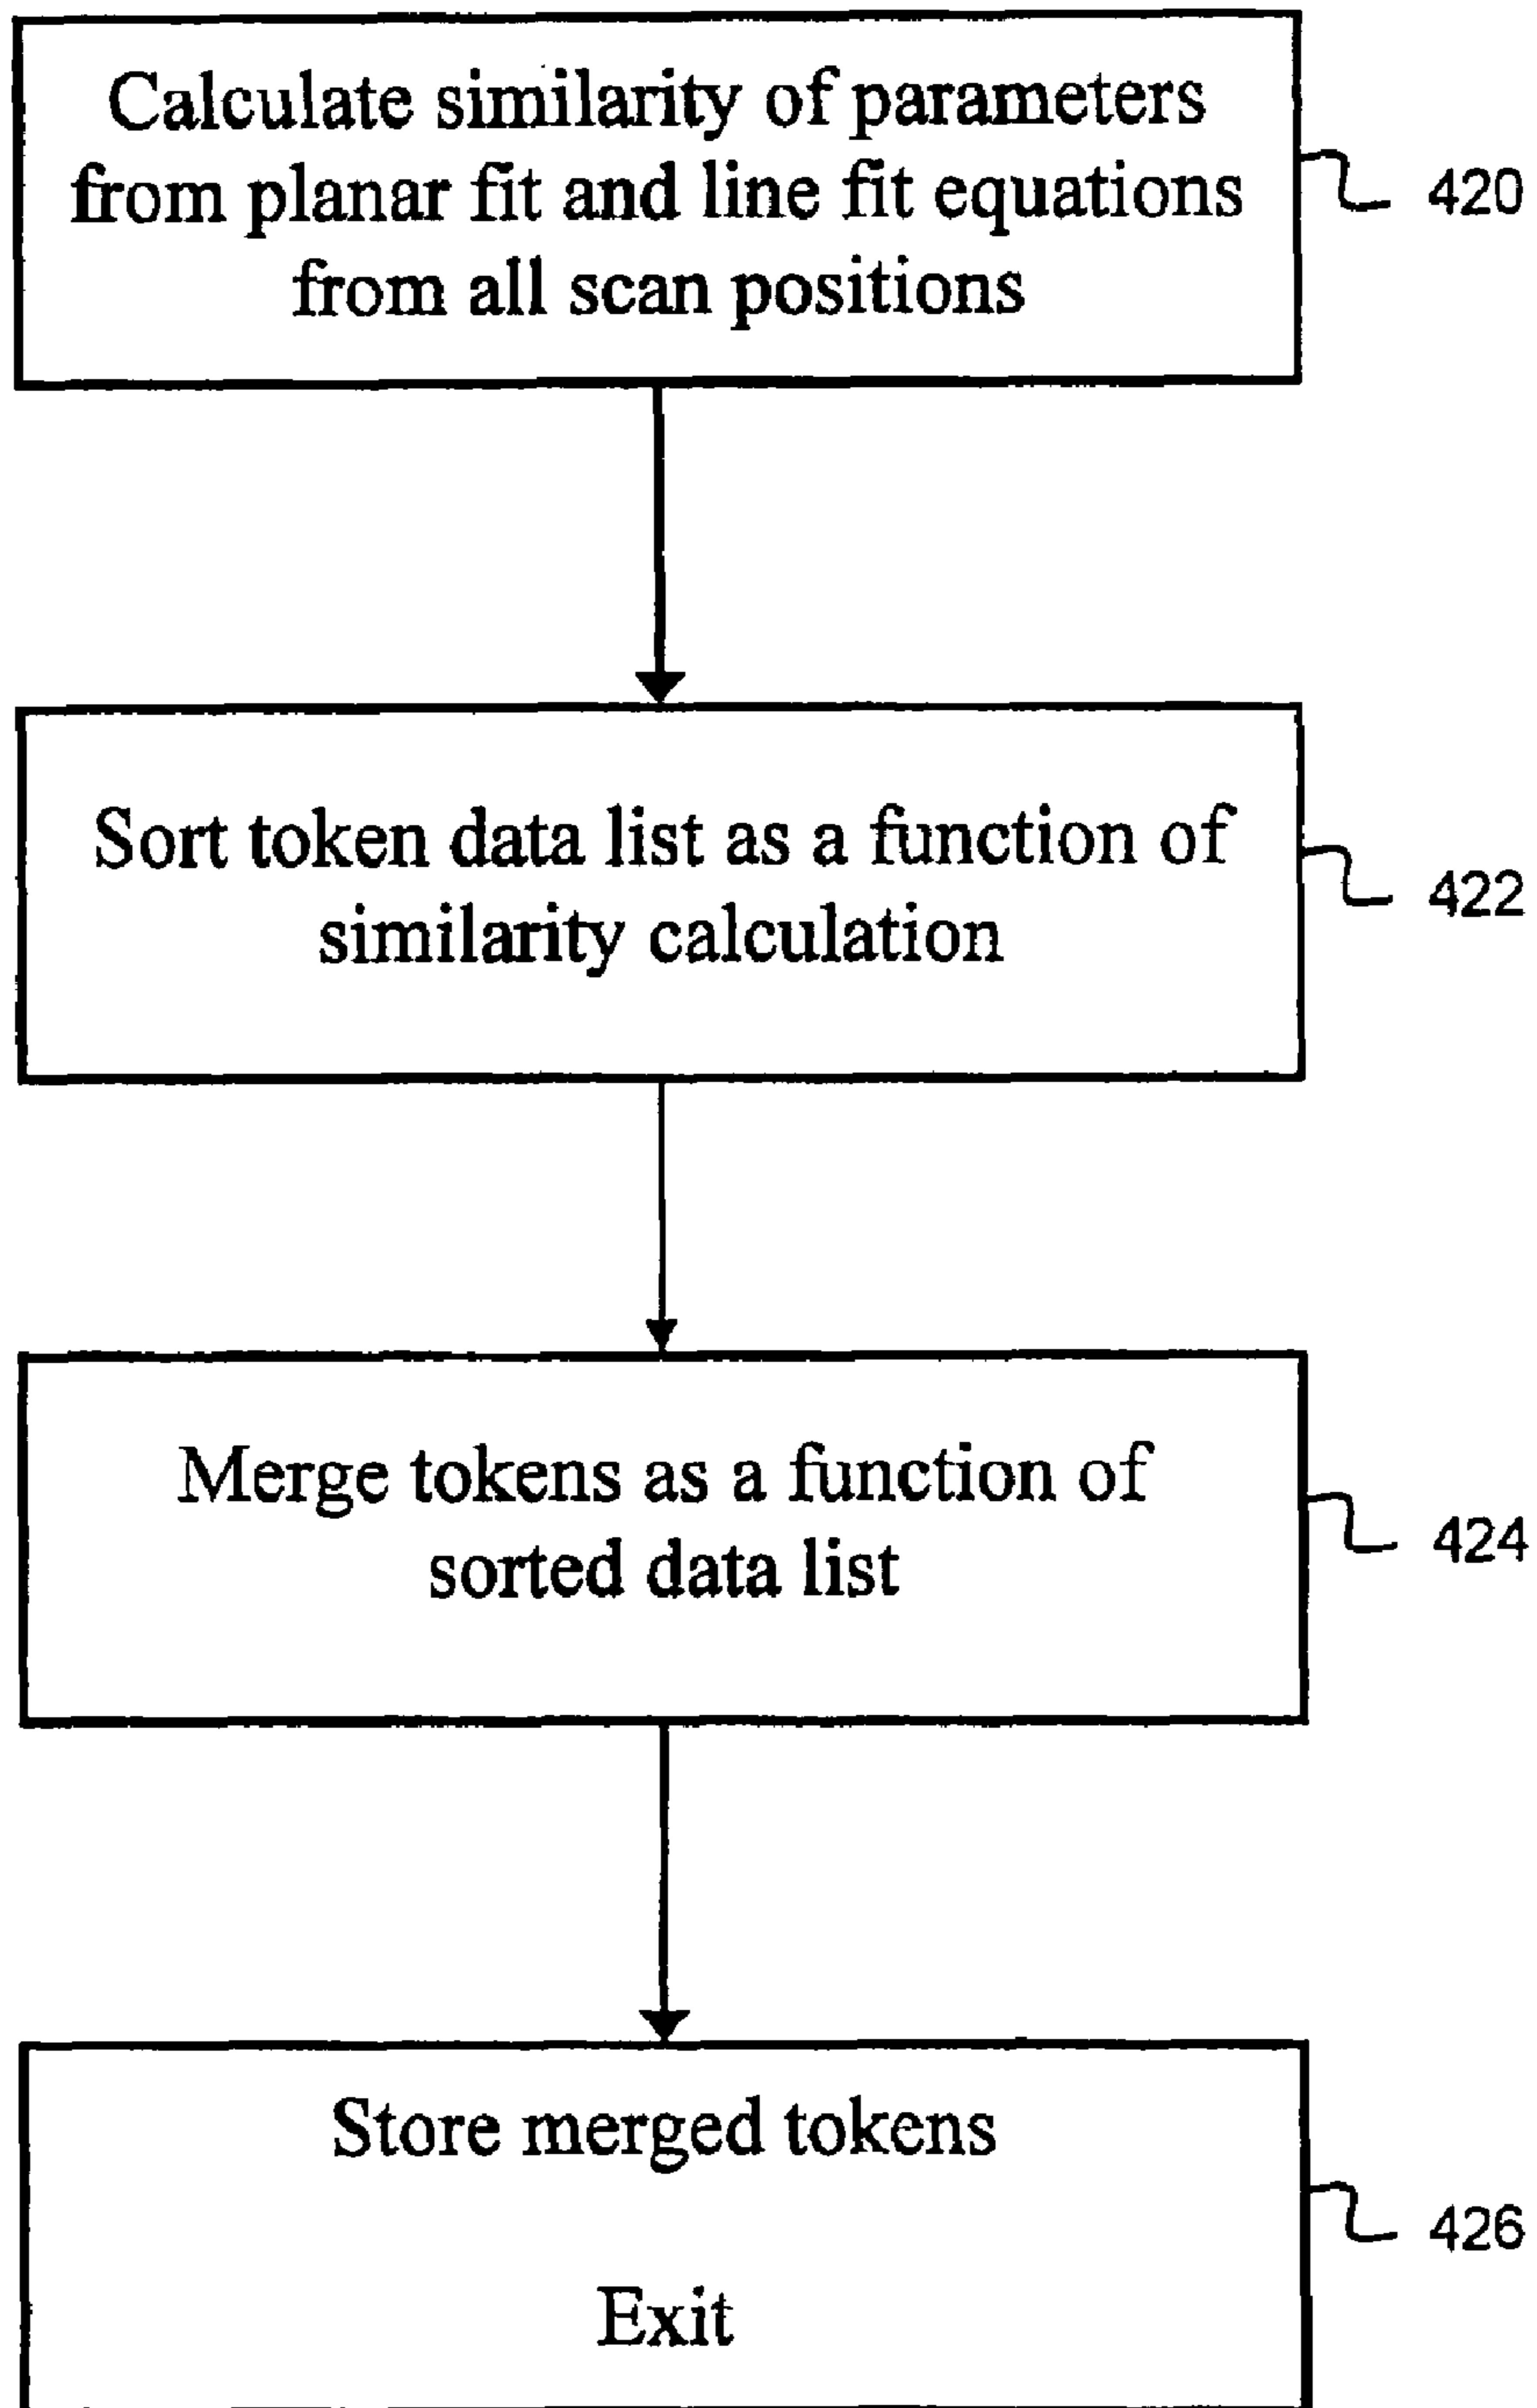 Calculate similarity of parameters
from planar fit and line fit equations
from all scan positions
420
Sort token data list as a function of
similarity calculation
422
Merge tokens as a function of
sorted data list
424
Store merged tokens
426
Exit